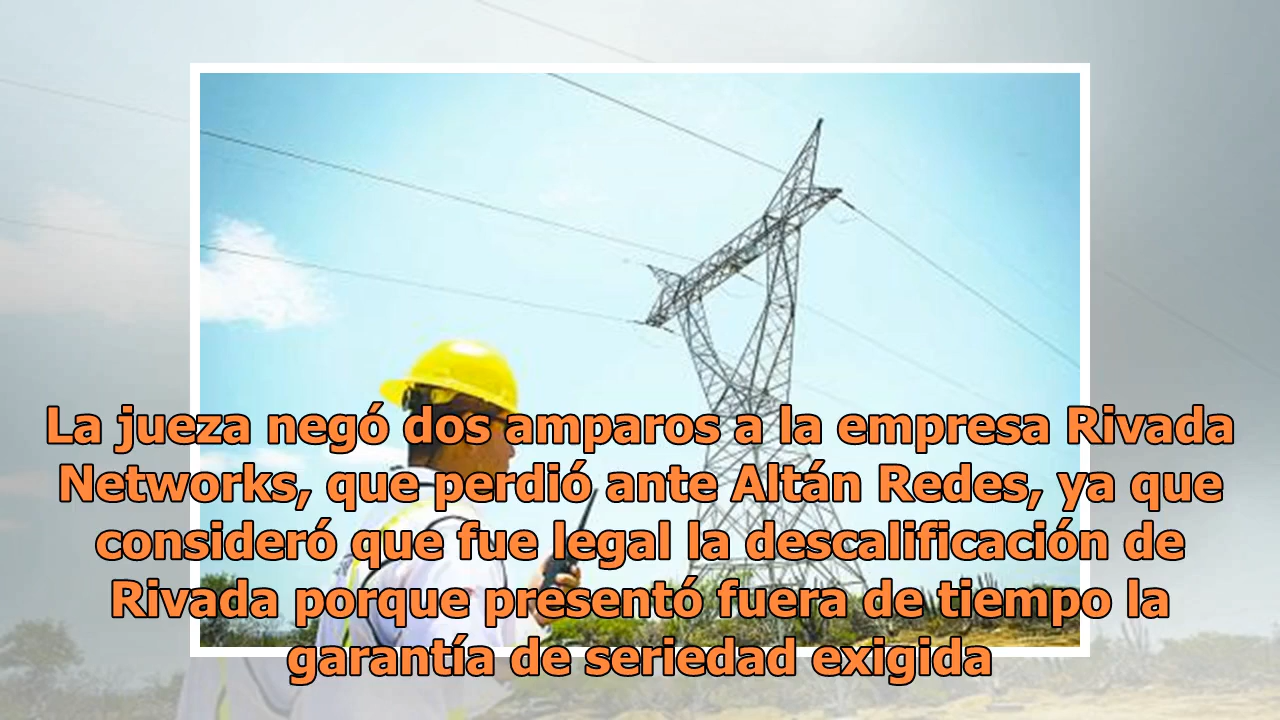 La jueza negó dos amparos a la empresa Rivada
Networks, que perdió ante Altán Redes, ya que
consideró que fue legal la descalificación de
Rivada porque presentó fuera de tiempo la
garantía de seriedad exigida